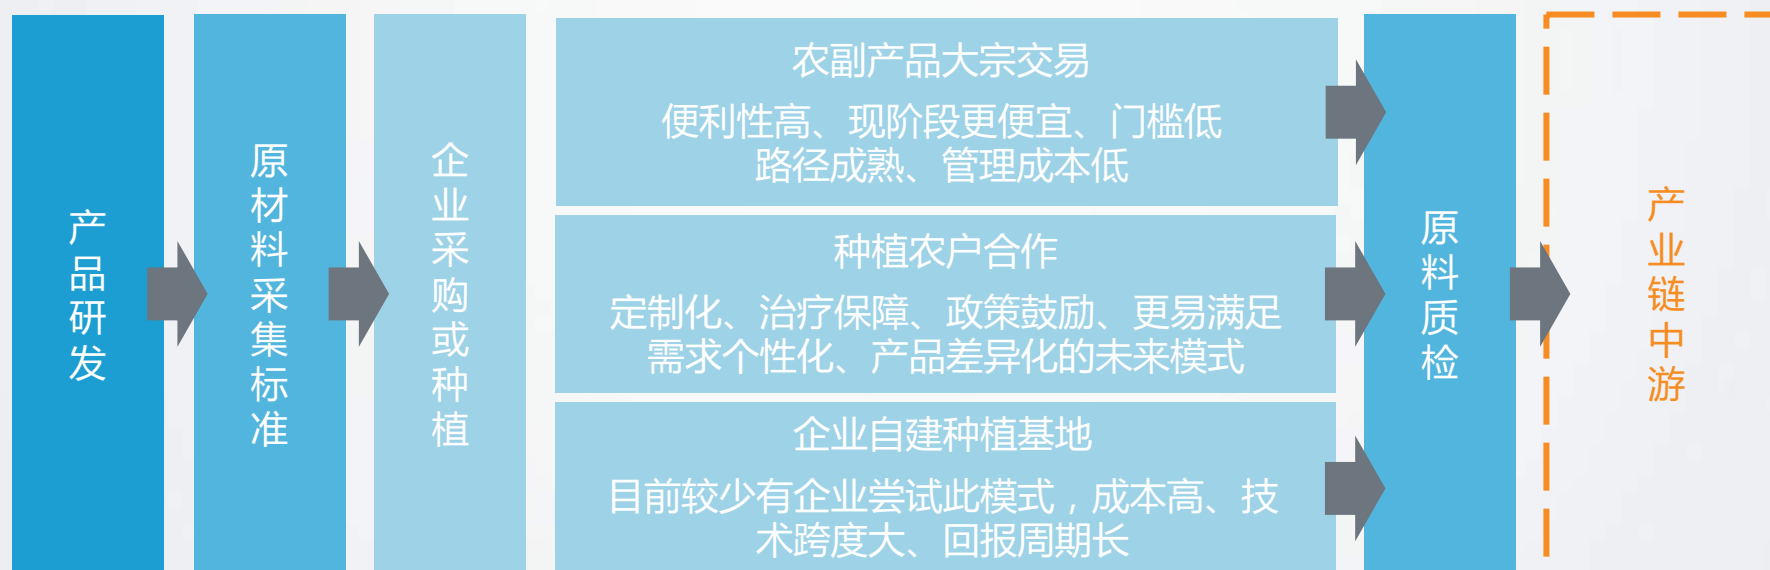 产品研发
原材料采集标准
企业采购或种植
农副产品大宗交易
便利性高、现阶段更便宜、门槛低
路径成熟、管理成本低
种植农户合作
定制化、治疗保障、政策鼓励、更易满足
需求个性化、产品差异化的未来模式
企业自建种植基地
目前较少有企业尝试此模式，成本高、技
术跨度大、回报周期长
原料质检
产业链中游